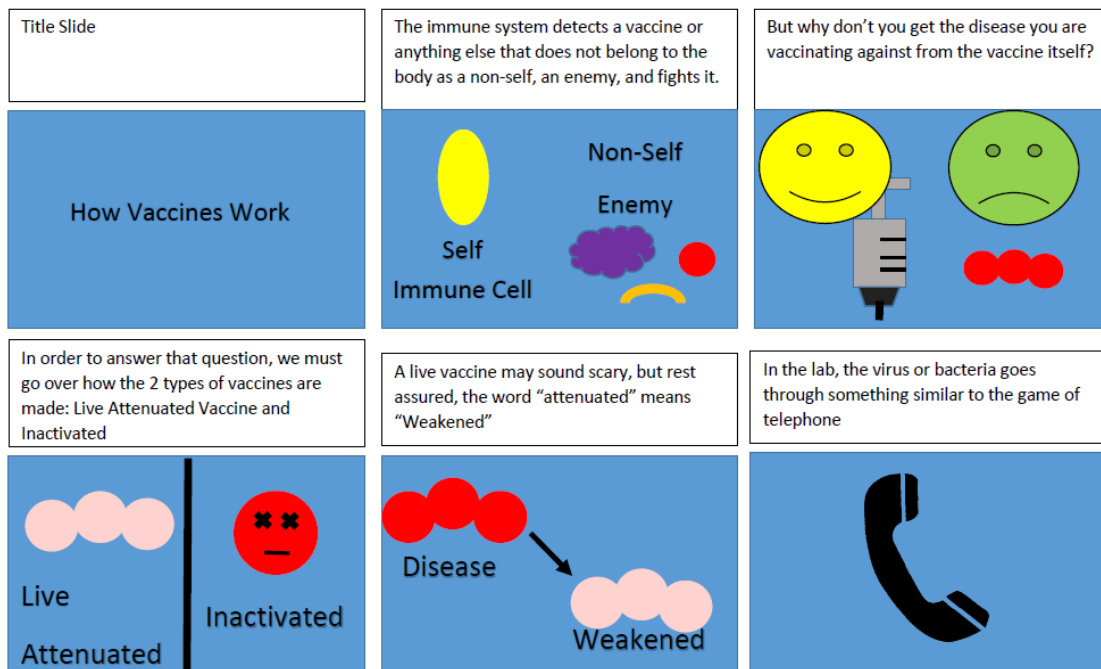 Title Slide
How Vaccines Work
The immune system detects a vaccine or
anything else that does not belong to the
body as a non-self, an enemy, and fights it.
Non-Self
Enemy
Self
Immune Cell
But why don’t you get the disease you are
vaccinating against from the vaccine itself?
In order to answer that question, we must
go over how the 2 types of vaccines are
made: Live Attenuated Vaccine and
Inactivated
Live
Attenuated
Inactivated
A live vaccine may sound scary, but rest
assured, the word “attenuated” means
“Weakened”
Disease
Weakened
In the lab, the virus or bacteria goes
through something similar to the game of
telephone